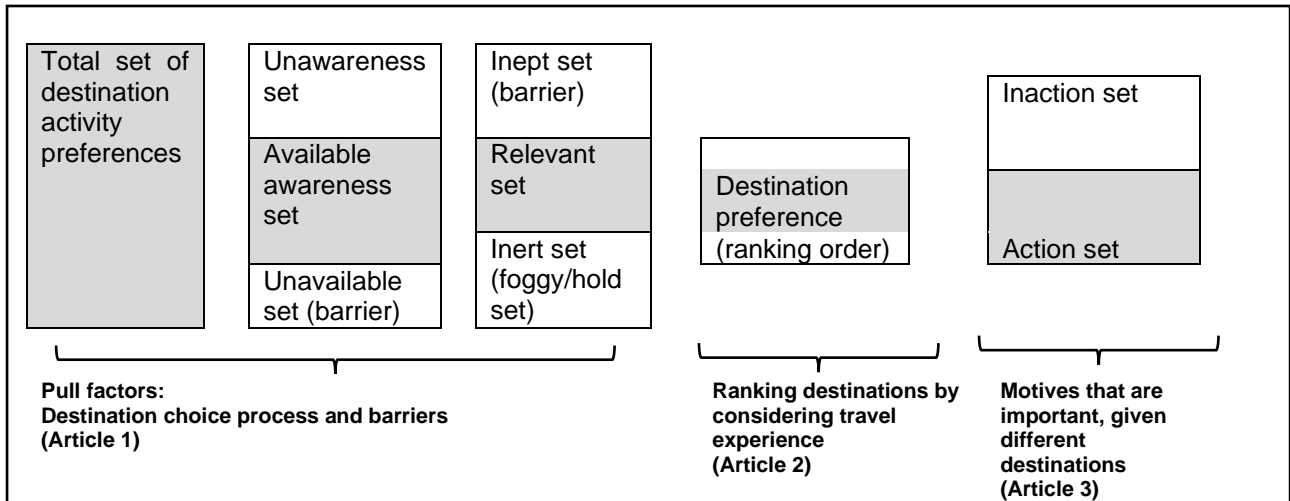 Total set of
destination
activity
preferences
Unawareness
set
Available
awareness
set
Unavailable
set (barrier)
Inept set
(barrier)
Relevant
set
Inert set
(foggy/hold
set)
Destination
preference
(ranking order)
Inaction set
Action set
Pull factors:
Destination choice process and barriers
(Article 1)
Ranking destinations by
considering travel
experience
(Article 2)
Motives that are
important, given
different
destinations
(Article 3)